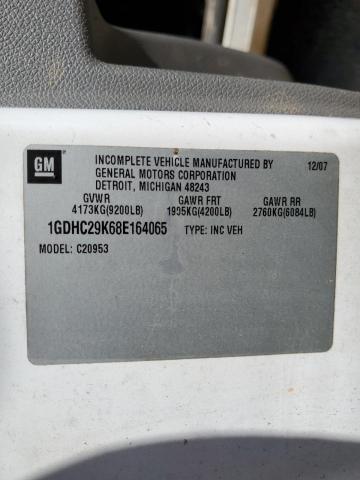 GM
INCOMPLETE VEHICLE MANUFACTURED BY 12/07
GENERAL MOTORS CORPORATION
DETROIT, MICHIGAN 48243
GVWR GAWR FRT GAWR RR
4173KG(9200LB) 1905KG(4200LB) 2760KG(6084LB)
1GDHC29K68E164065 TYPE: INC VEH
MODEL: C20953